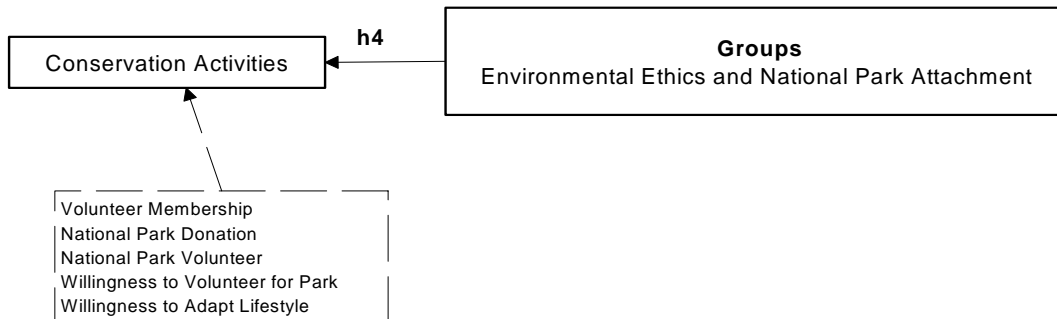 h4
Groups
Conservation Activities
Environmental Ethics and National Park Attachment
Volunteer Membership
National Park Donation
National Park Volunteer
Willingness to Volunteer for Park
Willingness to Adapt Lifestyle